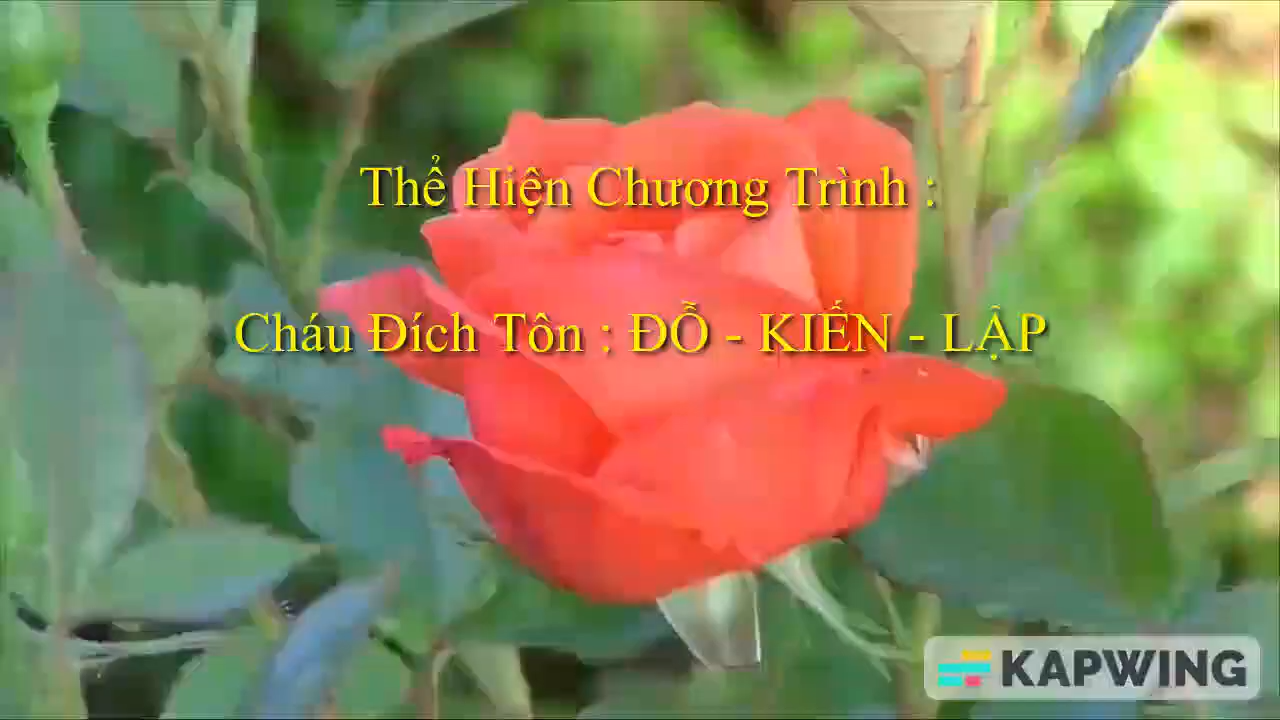 Thể Hiện Chương Trình :
Cháu Đích Tôn : ĐỖ - KIẾN - LẬP
KAPWING